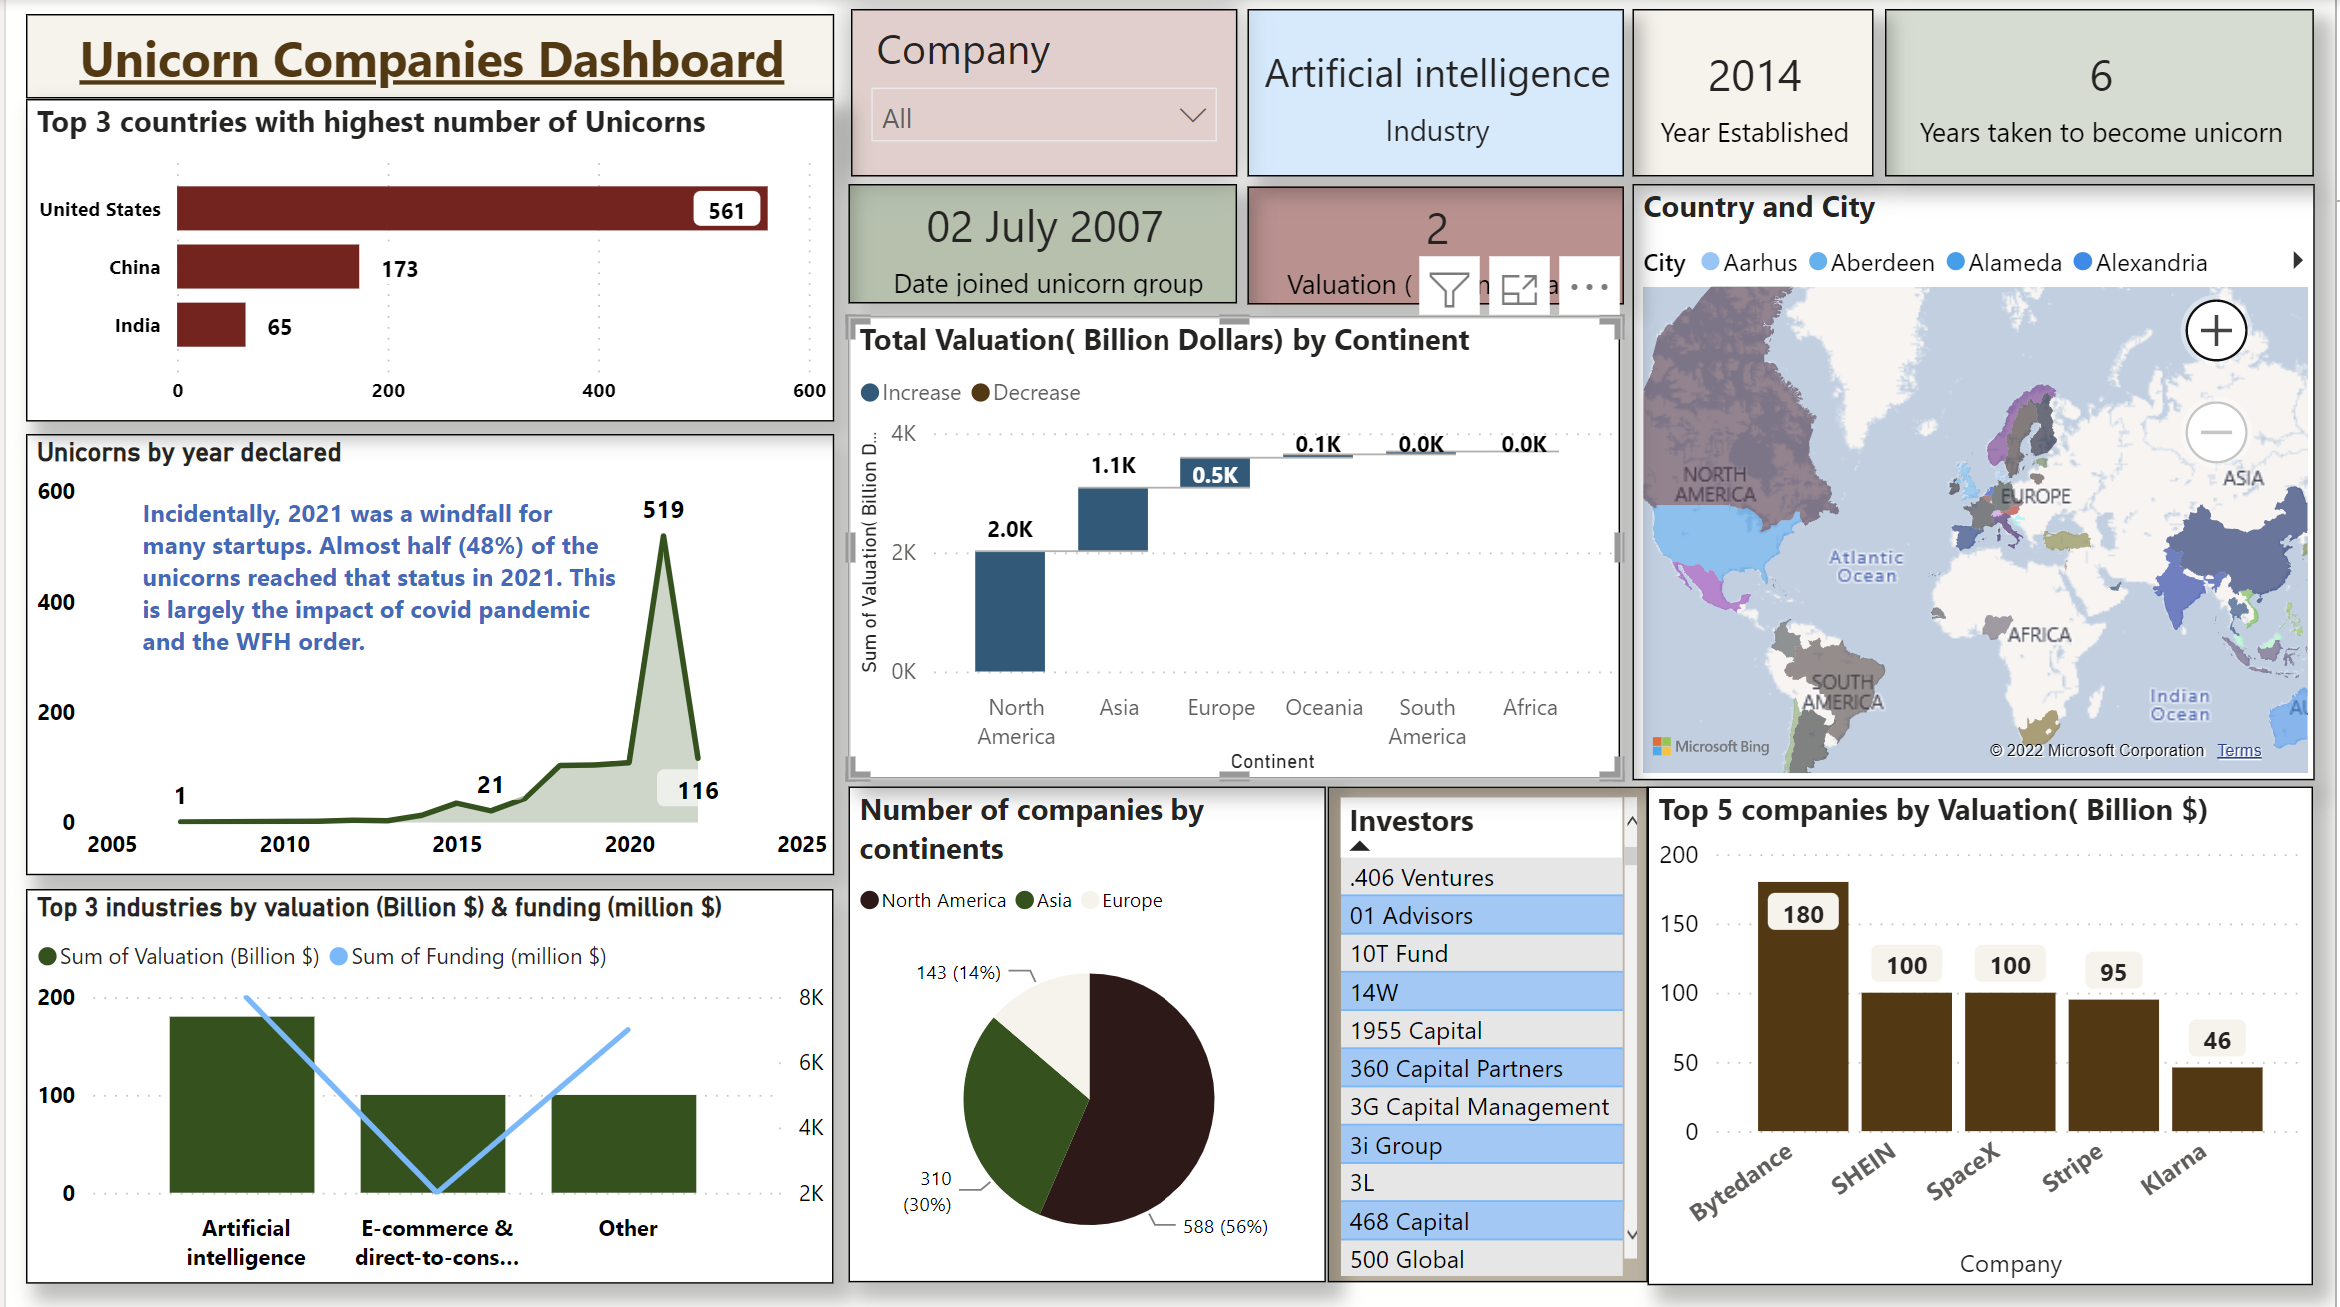 Unicorn Companies Dashboard
Top 3 countries with highest number of Unicorns
United States
561
China
173
India
65
0
200
400
600
Unicorns by year declared
600
400
200
0
Incidentally, 2021 was a windfall for
many startups. Almost half (48%) of the
unicorns reached that status in 2021. This
is largely the impact of covid pandemic
and the WFH order.
519
1
21
116
2005
2010
2015
2020
2025
Top 3 industries by valuation (Billion $) & funding (million $)
Sum of Valuation (Billion $)
Sum of Funding (million $)
200
100
0
8K
6K
4K
2K
Artificial
intelligence
E-commerce &
direct-to-cons...
Other
Company
All
Artificial intelligence
Industry
2014
Year Established
6
Years taken to become unicorn
02 July 2007
Date joined unicorn group
2
Valuation (
Total Valuation( Billion Dollars) by Continent
Increase
Decrease
Sum of Valuation( Billion D...
4K
2K
0K
2.0K
1.1K
0.5K
0.1K
0.0K
0.0K
North
America
Asia
Europe
Oceania
South
America
Africa
Continent
Country and City
City
Aarhus
Aberdeen
Alameda
Alexandria
NORTH
AMERICA
EUROPE
ASIA
Atlantic
Ocean
AFRICA
SOUTH
AMERICA
Indian
Ocean
AU
Microsoft Bing
© 2022 Microsoft Corporation
Terms
Number of companies by
continents
North America
Asia
Europe
143 (14%)
310
(30%)
588 (56%)
Investors
.406 Ventures
01 Advisors
10T Fund
14W
1955 Capital
360 Capital Partners
3G Capital Management
3i Group
3L
468 Capital
500 Global
Top 5 companies by Valuation( Billion $)
200
150
100
50
0
180
100
100
95
46
Bytedance
SHEIN
SpaceX
Stripe
Klarna
Company